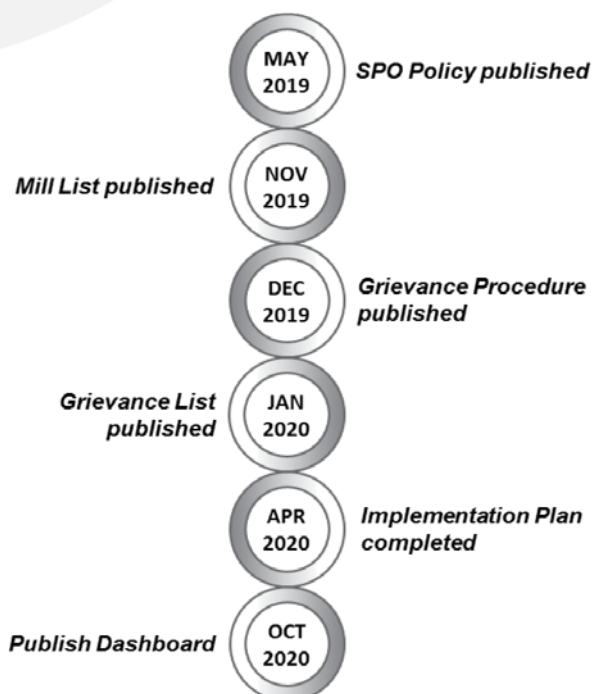 MAY
2019
SPO Policy published
Mill List published
NOV
2019
DEC
2019
Grievance Procedure
published
Grievance List
published
JAN
2020
APR
2020
Implementation Plan
completed
Publish Dashboard
OCT
2020